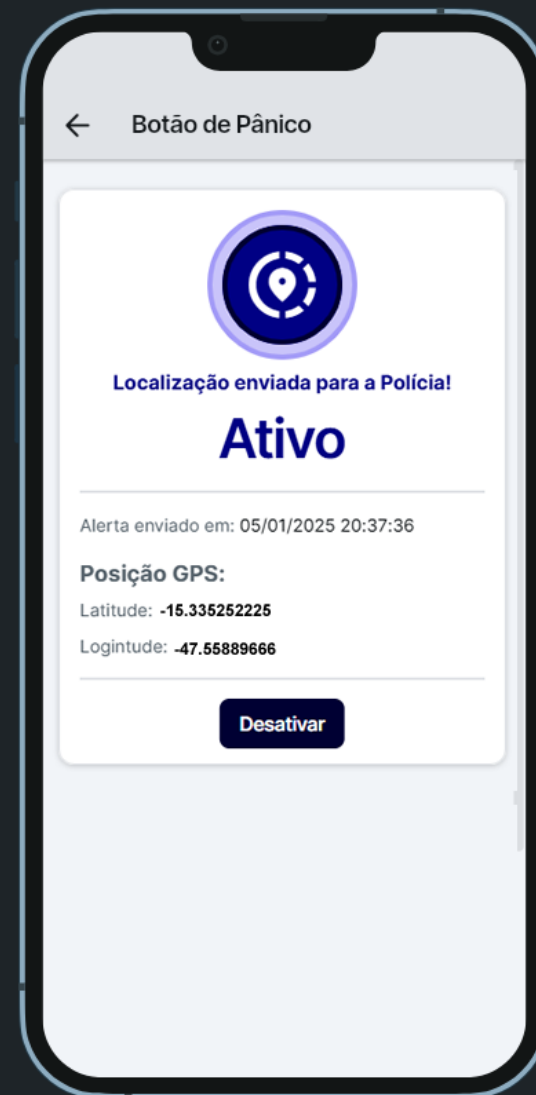 Botão de Pânico
Localização enviada para a Polícia!
Ativo
Alerta enviado em: 05/01/2025 20:37:36
Posição GPS:
Latitude: -15.335252225
Logintude: -47.55889666
Desativar